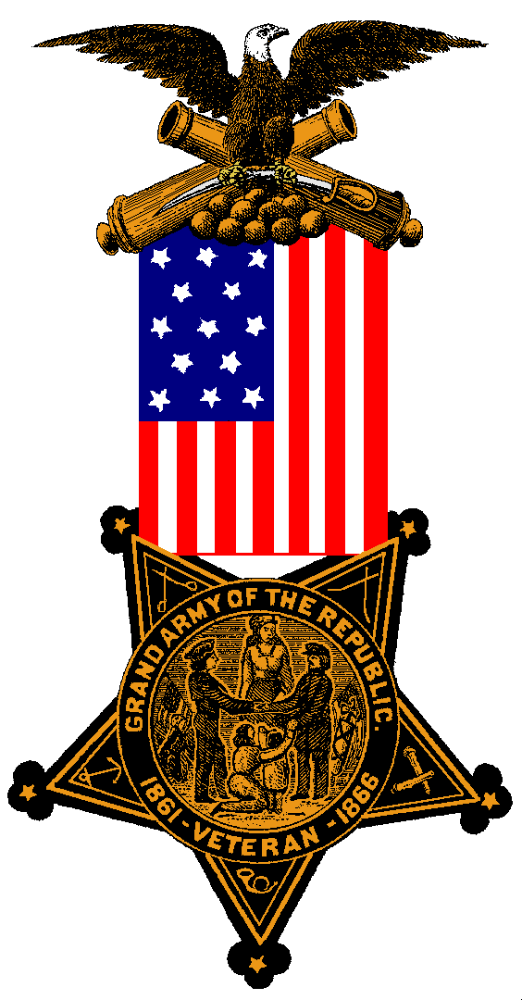 GRAND ARMY OF THE REPUBLIC.
1861-VETERAN-1866